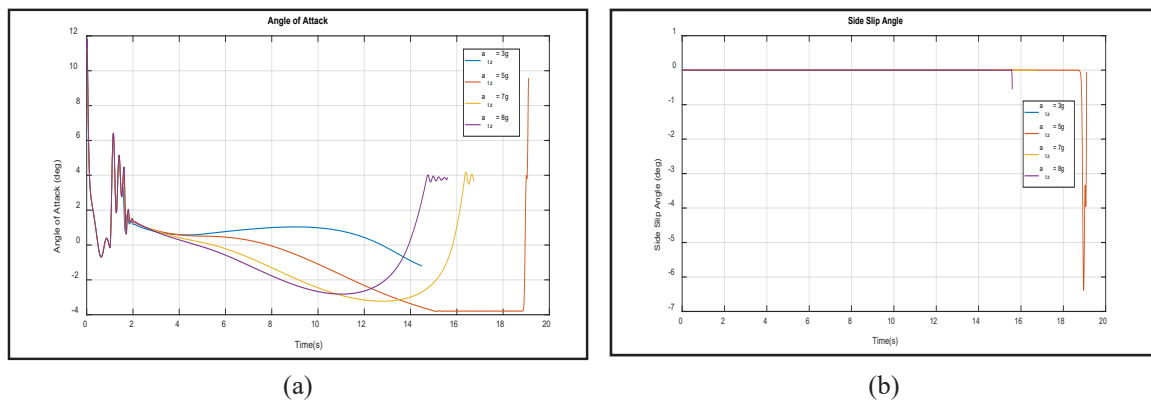 Angle of Attack
12
10
8
6
4
2
0
-2
-4
Angle of Attack (deg)
a = 3g
tz
a = 5g
tz
a = 7g
tz
a = 8g
tz
0 2 4 6 8 10 12 14 16 18 20
Time(s)
(a)
Side Slip Angle
1
0
-1
-2
-3
-4
-5
-6
-7
Side Slip Angle (deg)
a = 3g
tz
a = 5g
tz
a = 7g
tz
a = 8g
tz
0 2 4 6 8 10 12 14 16 18 20
Time(s)
(b)